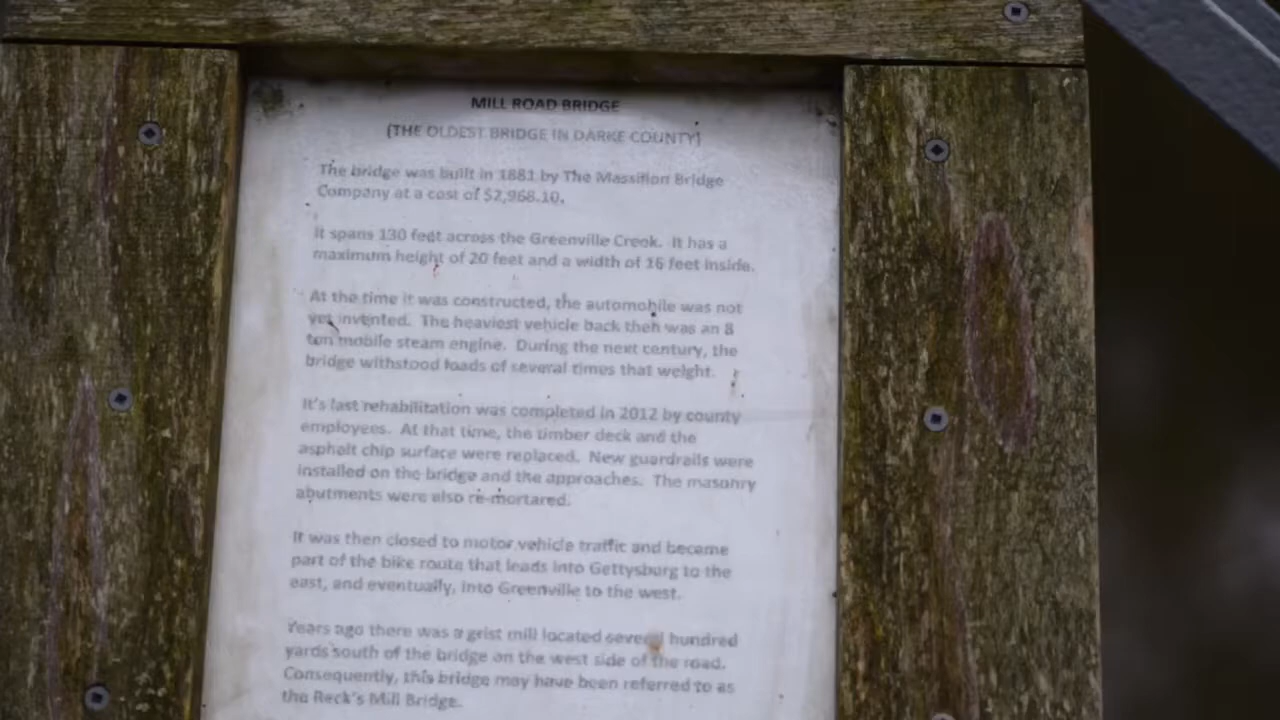 MILL ROAD BRIDGE
(THE OLDEST BRIDGE IN DARKE COUNTY)
The bridge was built in 1881 by The Massillon Bridge
Company at a cost of $2,968.10.
It spans 130 feet across the Greenville Creek. It has a
maximum height of 20 feet and a width of 16 feet inside.
At the time it was constructed, the automobile was not
yet invented. The heaviest vehicle back then was an 8
ton mobile steam engine. During the next century, the
bridge withstood loads of several times that weight.
It's last rehabilitation was completed in 2012 by county
employees. At that time, the timber deck and the
asphalt chip surface were replaced. New guardrails were
installed on the bridge and the approaches. The masonry
abutments were also re-mortared.
It was then closed to motor vehicle traffic and became
part of the bike route that leads into Gettysburg to the
east, and eventually, into Greenville to the west.
Years ago there was a grist mill located several hundred
yards south of the bridge on the west side of the road.
Consequently, this bridge may have been referred to as
the Reck's Mill Bridge.